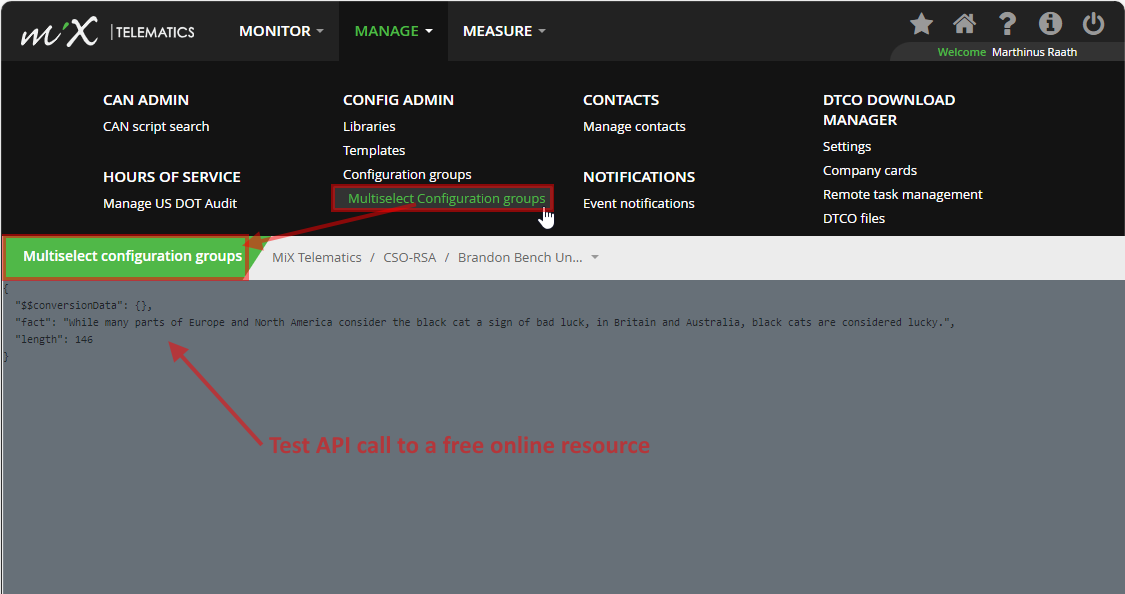 MiX TELEMATICS
MONITOR
MANAGE
MEASURE
Welcome Marthinus Raath
CAN ADMIN
CAN script search
HOURS OF SERVICE
Manage US DOT Audit
CONFIG ADMIN
Libraries
Templates
Configuration groups
Multiselect Configuration groups
CONTACTS
Manage contacts
NOTIFICATIONS
Event notifications
DTCO DOWNLOAD
MANAGER
Settings
Company cards
Remote task management
DTCO files
Multiselect configuration groups
MiX Telematics / CSO-RSA / Brandon Bench Un...
{
"$$conversionData": {},
"fact": "While many parts of Europe and North America consider the black cat a sign of bad luck, in Britain and Australia, black cats are considered lucky.",
"length": 146
}
Test API call to a free online resource